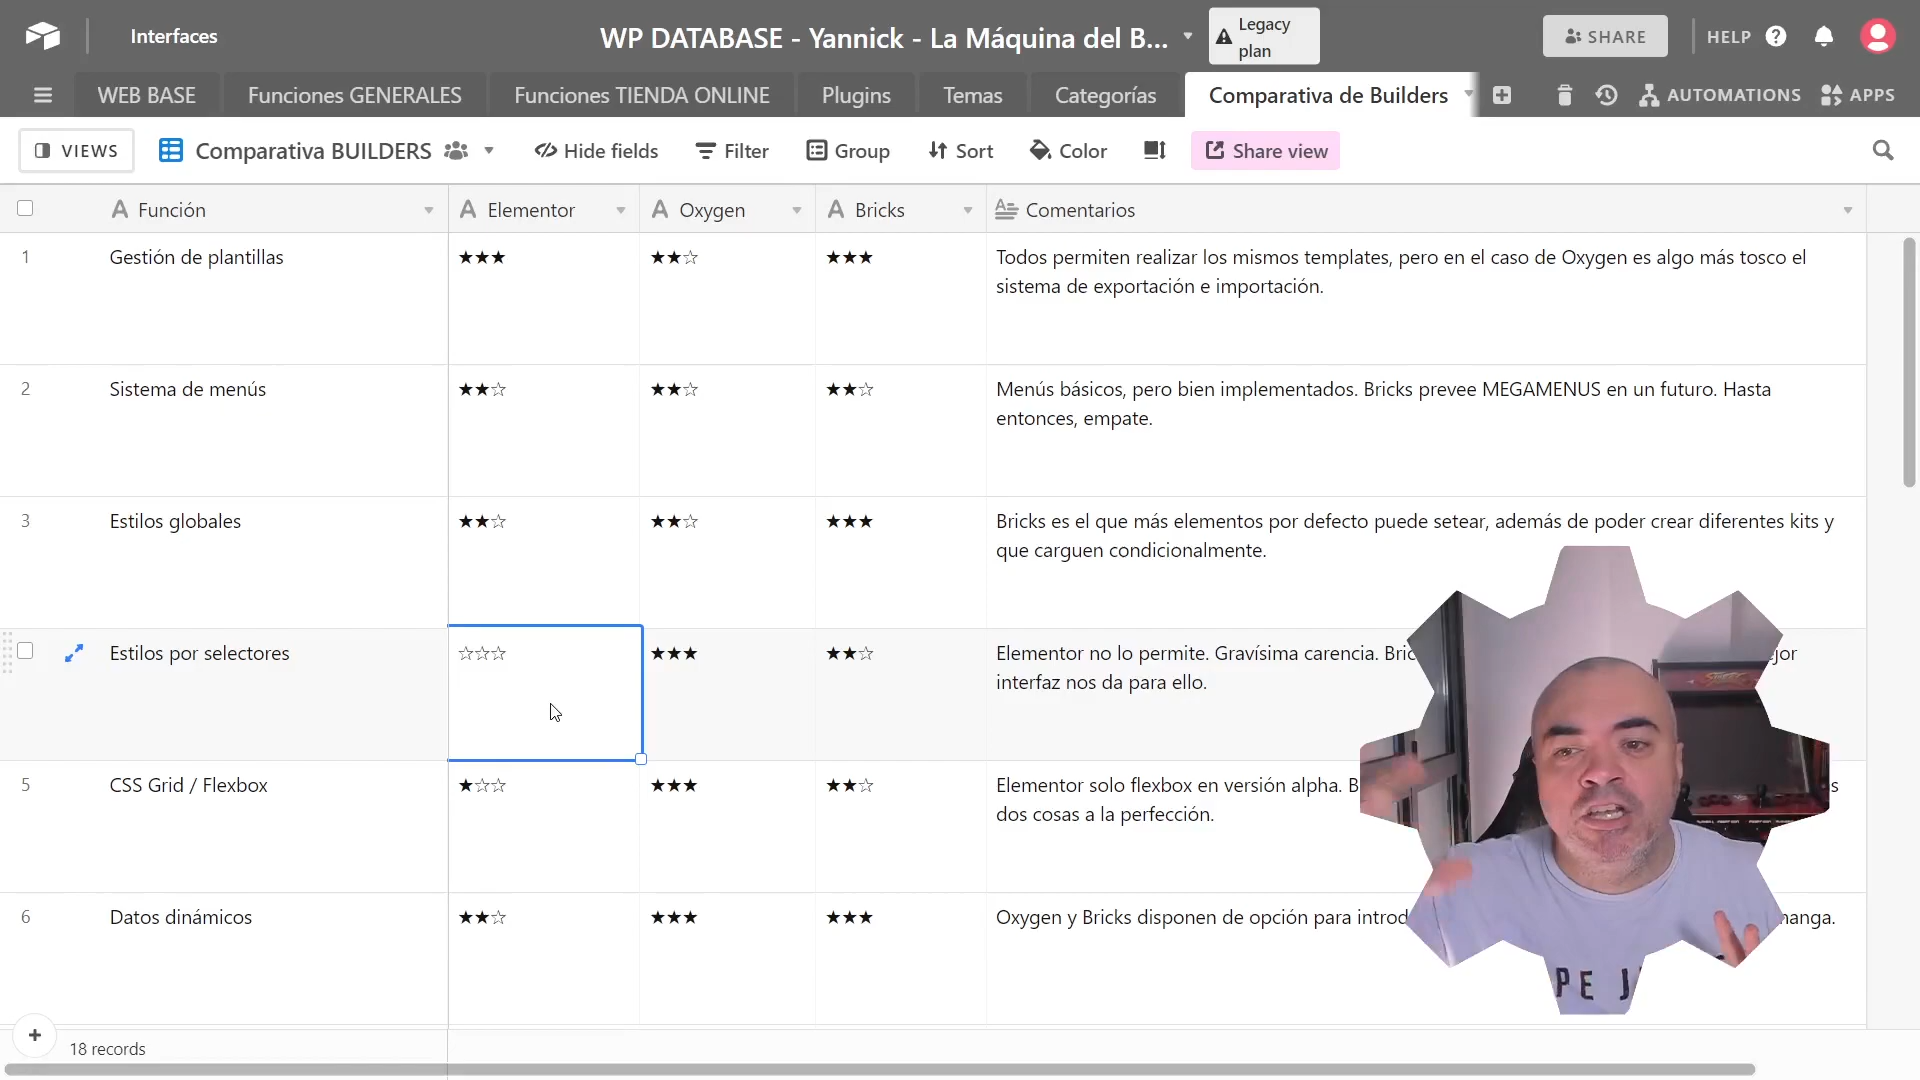 Interfaces
WP DATABASE - Yannick - La Máquina del B...
Legacy
plan
SHARE
HELP
WEB BASE
Funciones GENERALES
Funciones TIENDA ONLINE
Plugins
Temas
Categorías
Comparativa de Builders
AUTOMATIONS
APPS
VIEWS
Comparativa BUILDERS
Hide fields
Filter
Group
Sort
Color
Share view
Función
Elementor
Oxygen
Bricks
Comentarios
1
Gestión de plantillas
★★★
★★☆
★★★
Todos permiten realizar los mismos templates, pero en el caso de Oxygen es algo más tosco el
sistema de exportación e importación.
2
Sistema de menús
★★☆
★★☆
★★☆
Menús básicos, pero bien implementados. Bricks prevee MEGAMENUS en un futuro. Hasta
entonces, empate.
3
Estilos globales
★★☆
★★☆
★★★
Bricks es el que más elementos por defecto puede setear, además de poder crear diferentes kits y
que carguen condicionalmente.
Estilos por selectores
☆☆☆
★★★
★★☆
Elementor no lo permite. Gravísima carencia.
interfaz nos da para ello.
5
CSS Grid / Flexbox
★☆☆
★★★
★★☆
Elementor solo flexbox en versión alpha.
dos cosas a la perfección.
6
Datos dinámicos
★★☆
★★★
★★★
Oxygen y Bricks disponen de opción para
18 records